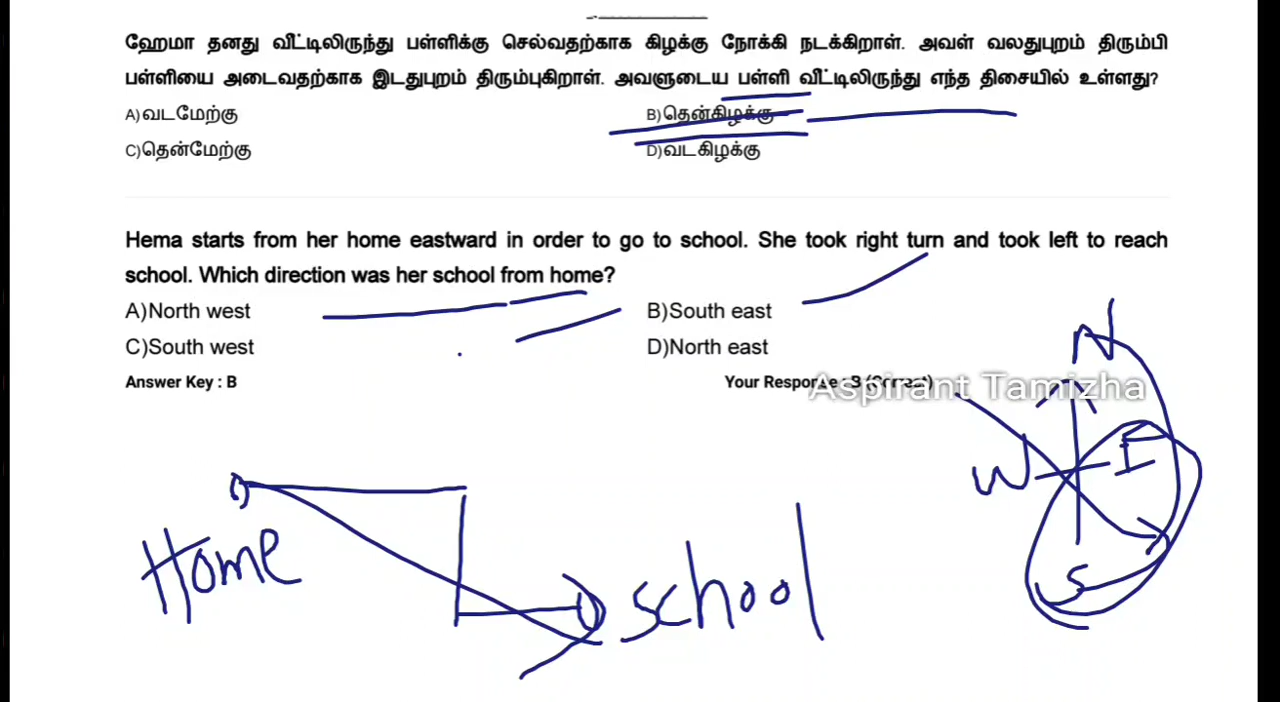 ஹேமா தனது வீட்டிலிருந்து பள்ளிக்கு செல்வதற்காக கிழக்கு நோக்கி நடக்கிறாள். அவள் வலதுபுறம் திரும்பி
பள்ளியை அடைவதற்காக இடதுபுறம் திரும்புகிறாள். அவளுடைய பள்ளி வீட்டிலிருந்து எந்த திசையில் உள்ளது?
A)வடமேற்கு B)தென்கிழக்கு
C)தென்மேற்கு D)வடகிழக்கு
Hema starts from her home eastward in order to go to school. She took right turn and took left to reach
school. Which direction was her school from home?
A)North west B)South east
C)South west D)North east
Answer Key : B Your Response : B (Correct)
Aspirant Tamizha
N
W E
S
Home
school